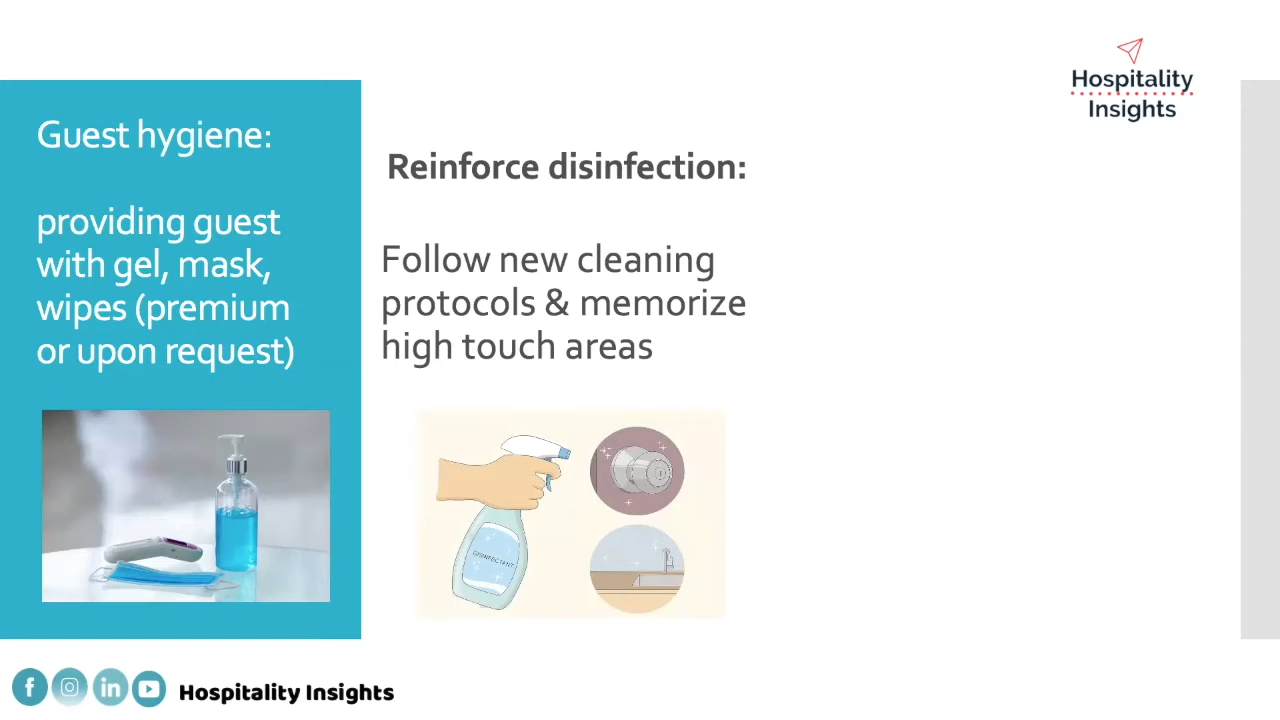 Hospitality
Insights
Guest hygiene:
providing guest
with gel, mask,
wipes (premium
or upon request)
Reinforce disinfection:
Follow new cleaning
protocols & memorize
high touch areas
DISINFECTANT
f
in
Hospitality Insights